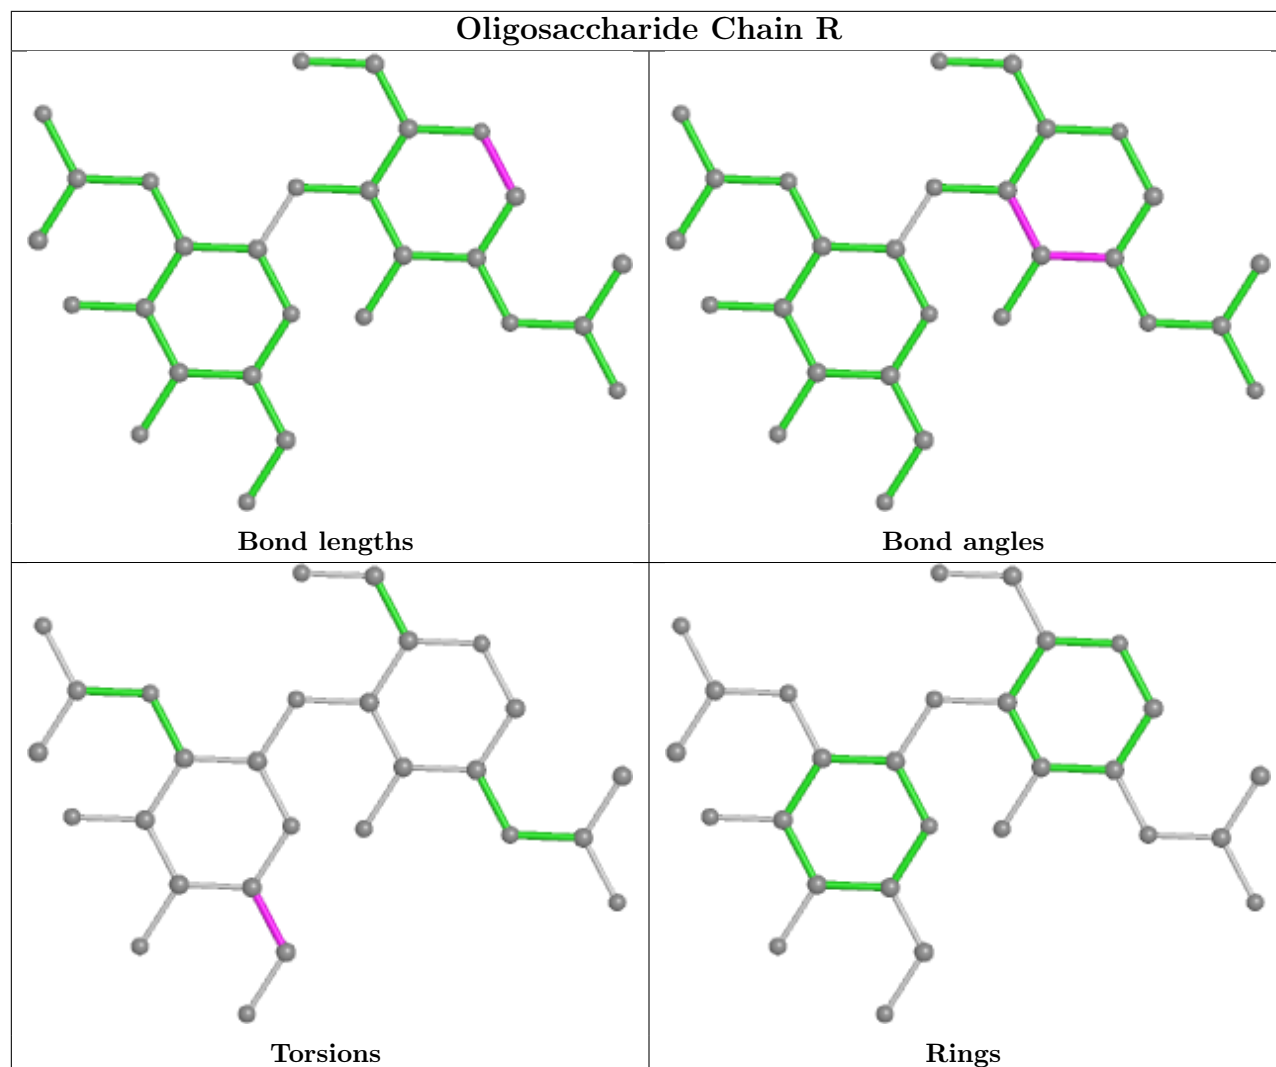 Oligosaccharide Chain R
Bond lengths
Bond angles
Torsions
Rings